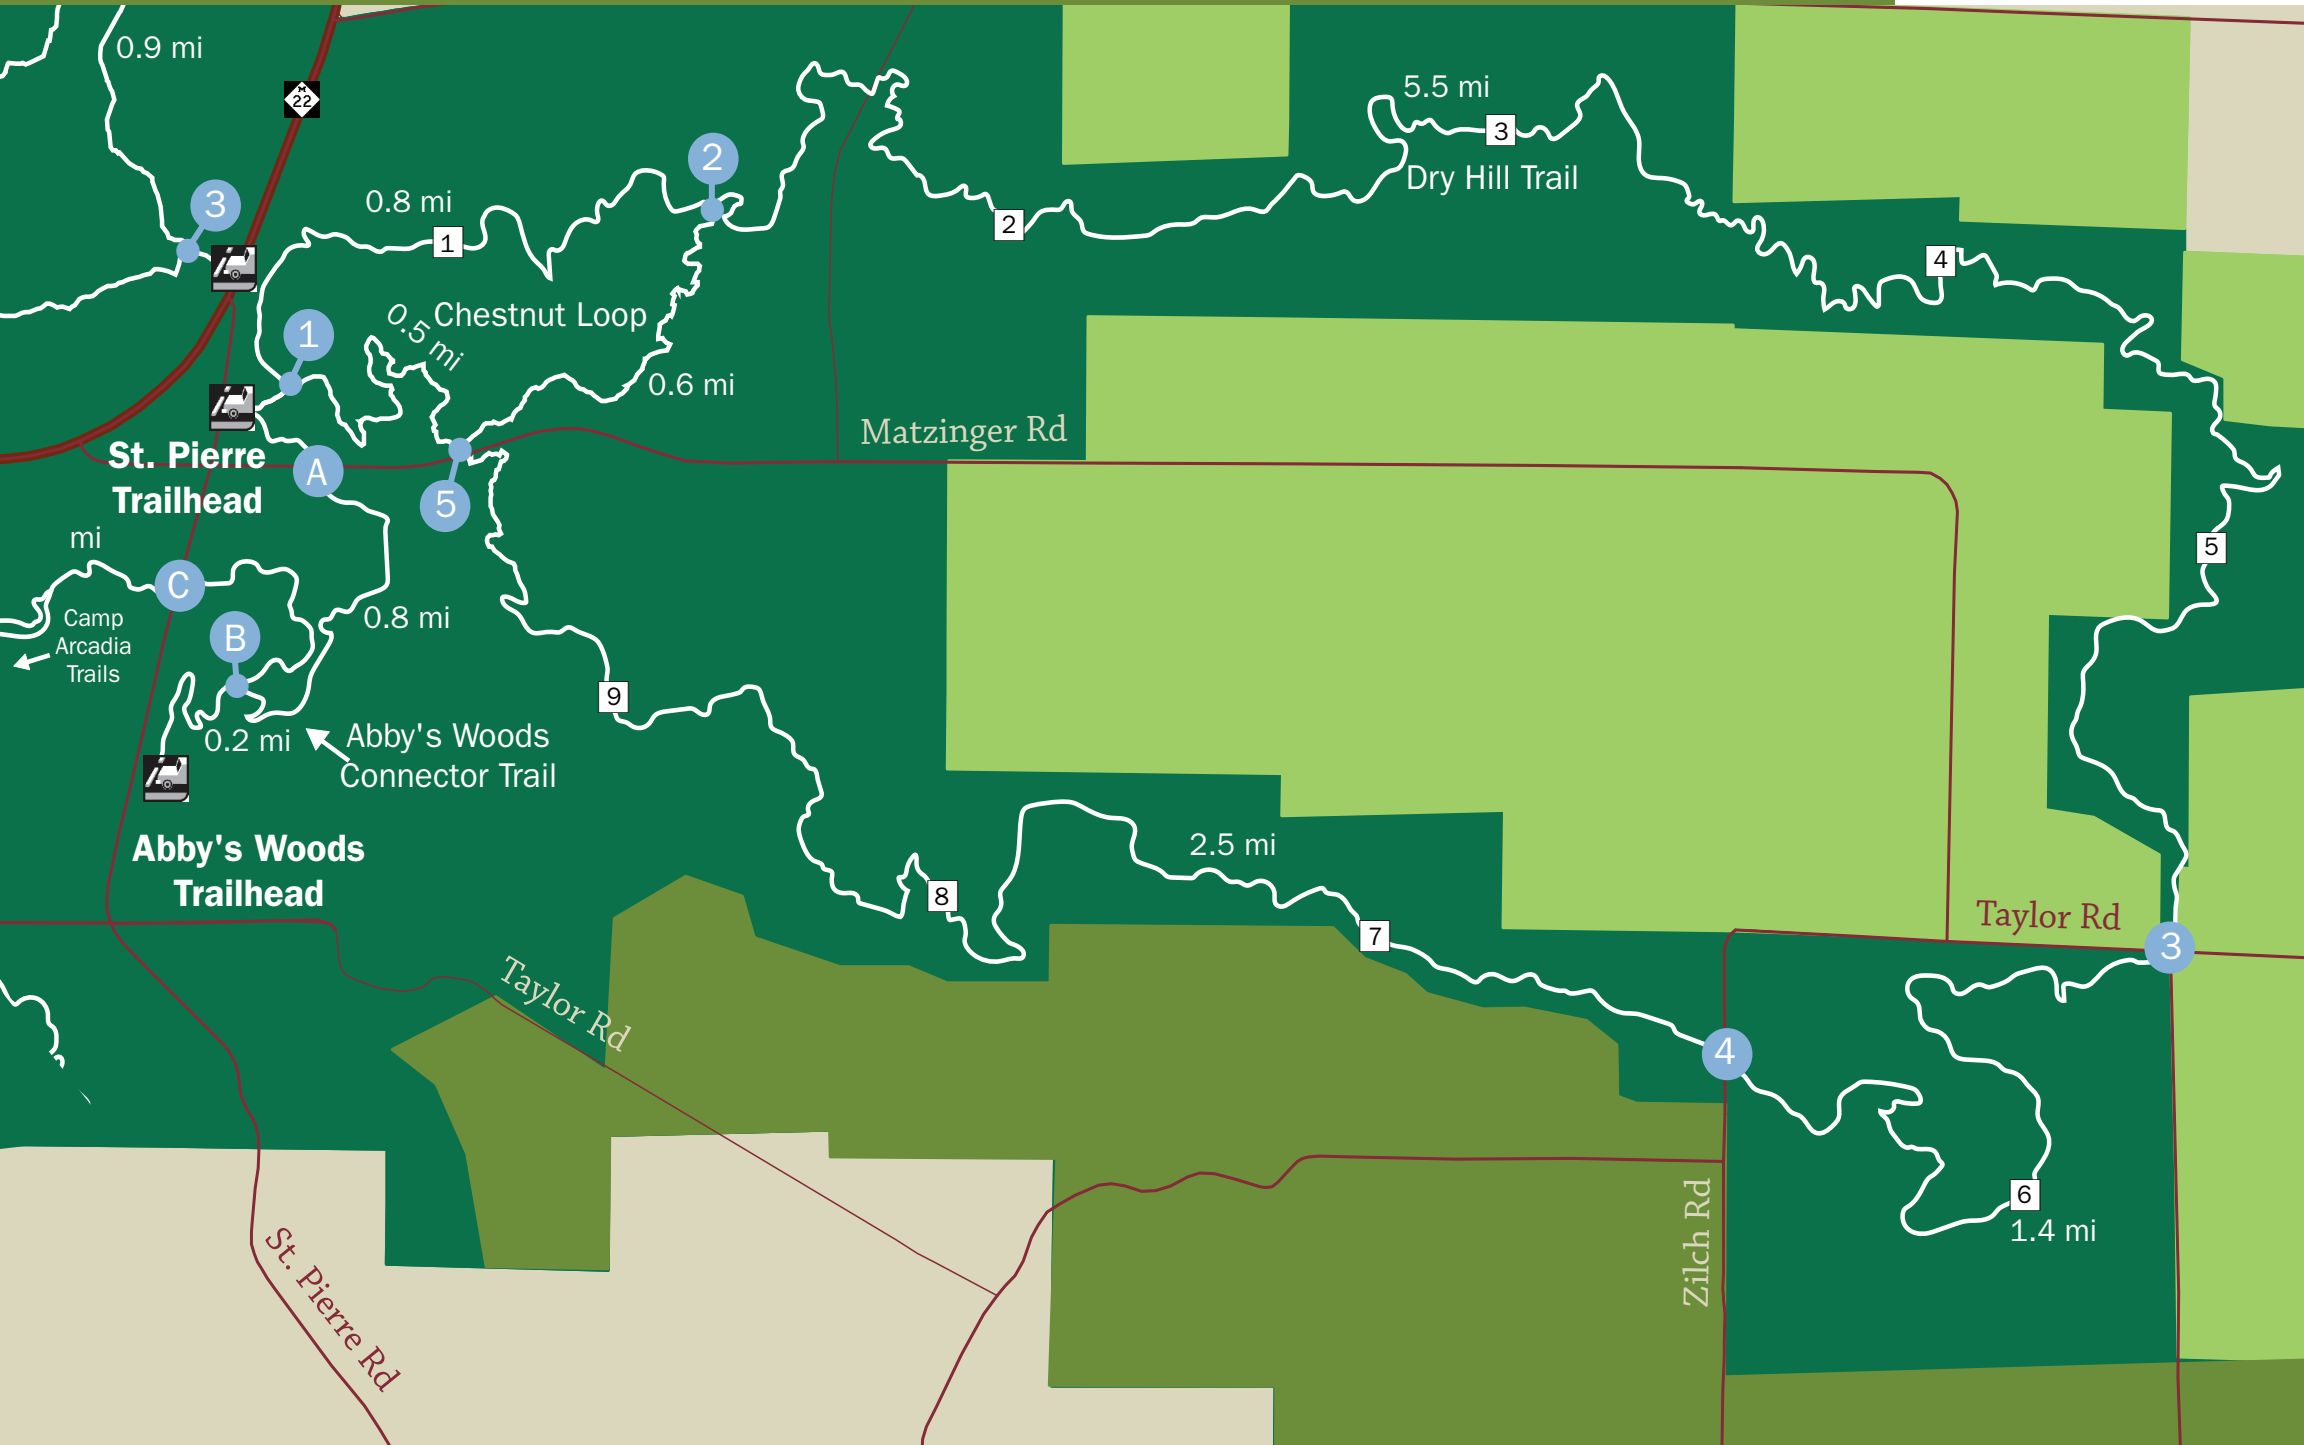 0.9 mi
M
22
5.5 mi
3
Dry Hill Trail
2
3
0.8 mi
1
2
4
1
0.5 mi
Chestnut Loop
0.6 mi
Matzinger Rd
St. Pierre
Trailhead
A
5
5
mi
C
Camp
Arcadia
Trails
B
0.8 mi
9
0.2 mi
Abby's Woods
Connector Trail
Abby's Woods
Trailhead
2.5 mi
8
7
Taylor Rd
3
Taylor Rd
4
6
1.4 mi
Zilch Rd
St. Pierre Rd